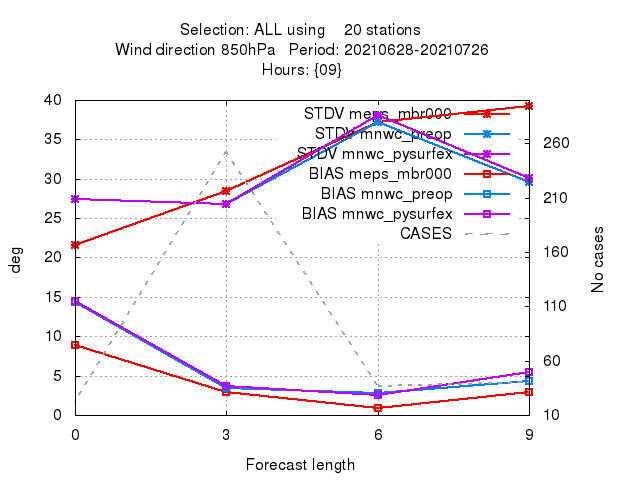 Selection: ALL using 20 stations
Wind direction 850hPa Period: 20210628-20210726
Hours: {09}
40
35
30
25
20
15
10
5
0
deg
STDV meps_mbr000
STDV mnwc_preop
STDV mnwc_pysurfex
BIAS meps_mbr000
BIAS mnwc_preop
BIAS mnwc_pysurfex
CASES
260
210
160
110
60
10
No cases
0 3 6 9
Forecast length